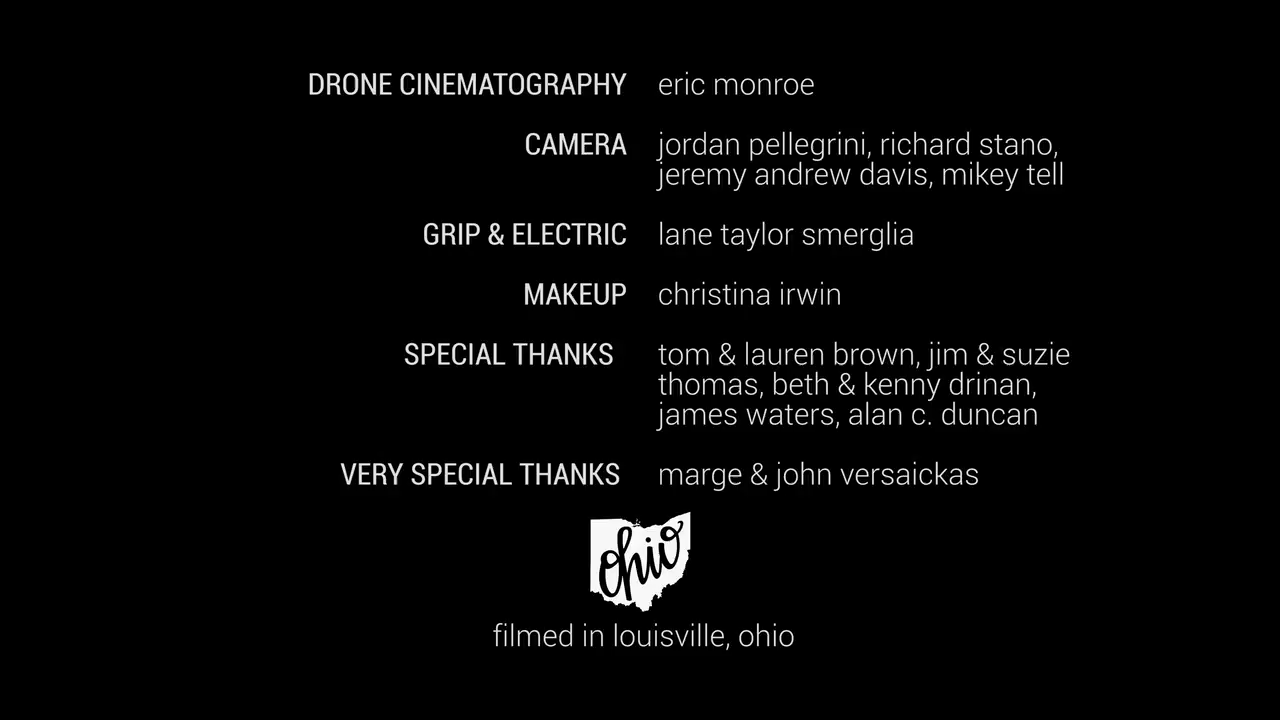 DRONE CINEMATOGRAPHY eric monroe
CAMERA jordan pellegrini, richard stano,
jeremy andrew davis, mikey tell
GRIP & ELECTRIC lane taylor smerglia
MAKEUP christina irwin
SPECIAL THANKS tom & lauren brown, jim & suzie
thomas, beth & kenny drinan,
james waters, alan c. duncan
VERY SPECIAL THANKS marge & john versaickas
ohio
filmed in louisville, ohio